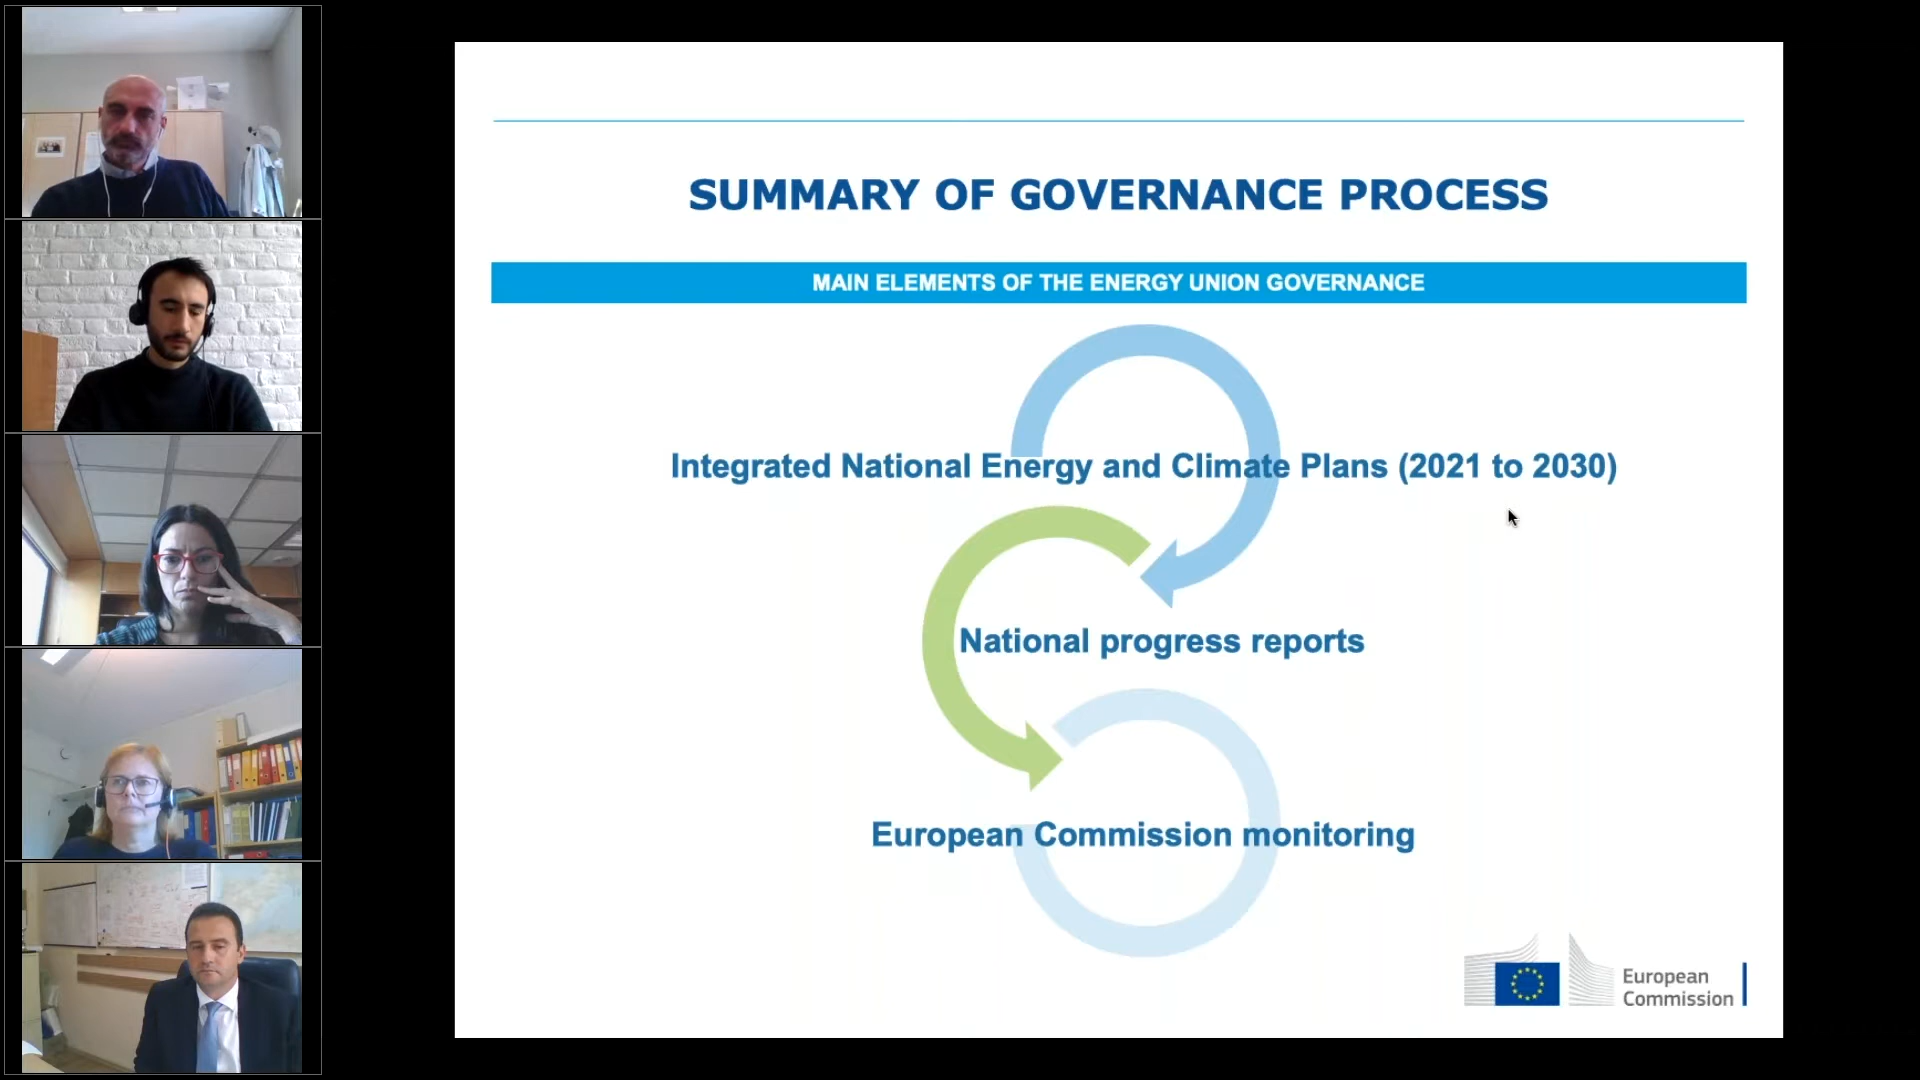 SUMMARY OF GOVERNANCE PROCESS
MAIN ELEMENTS OF THE ENERGY UNION GOVERNANCE
Integrated National Energy and Climate Plans (2021 to 2030)
National progress reports
European Commission monitoring
European
Commission